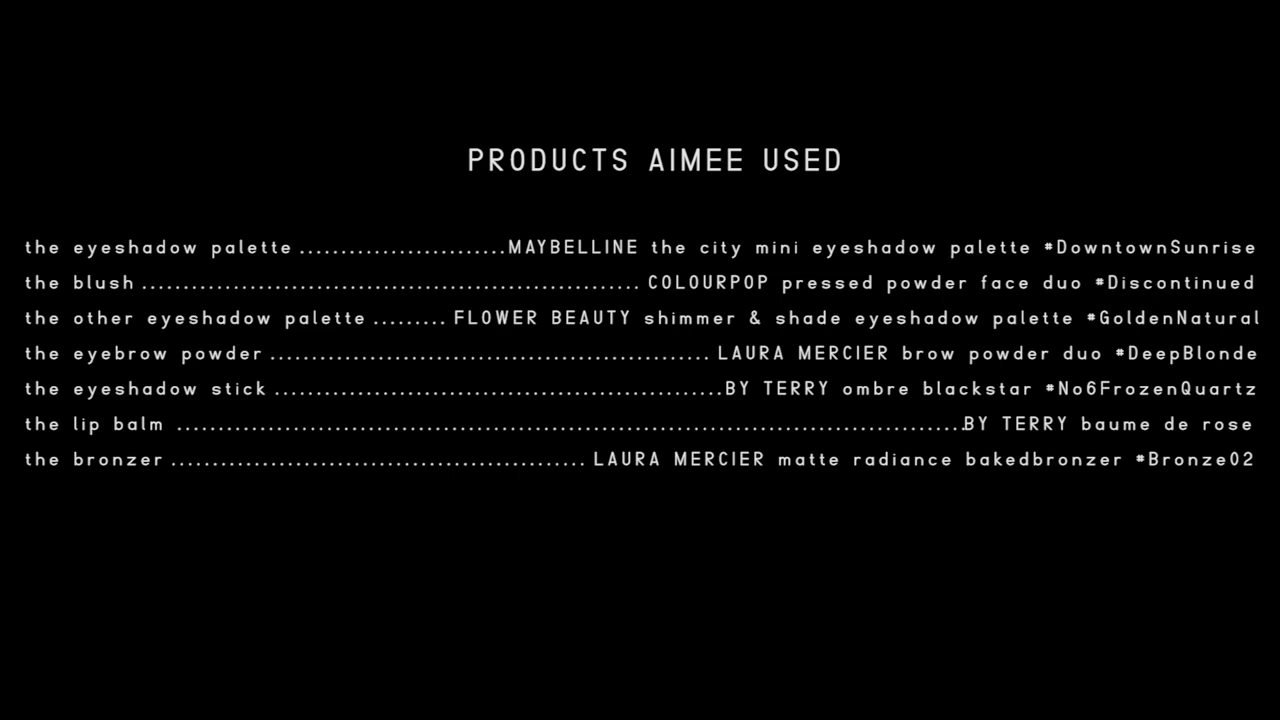 PRODUCTS AIMEE USED
the eyeshadow palette ........................MAYBELLINE the city mini eyeshadow palette #DowntownSunrise
the blush ............................................................ COLOURPOP pressed powder face duo #Discontinued
the other eyeshadow palette ......... FLOWER BEAUTY shimmer & shade eyeshadow palette #GoldenNatural
the eyebrow powder ..................................................... LAURA MERCIER brow powder duo #DeepBlonde
the eyeshadow stick ......................................................BY TERRY ombre blackstar #No6FrozenQuartz
the lip balm ...............................................................................................BY TERRY baume de rose
the bronzer .................................................. LAURA MERCIER matte radiance bakedbronzer #Bronze02